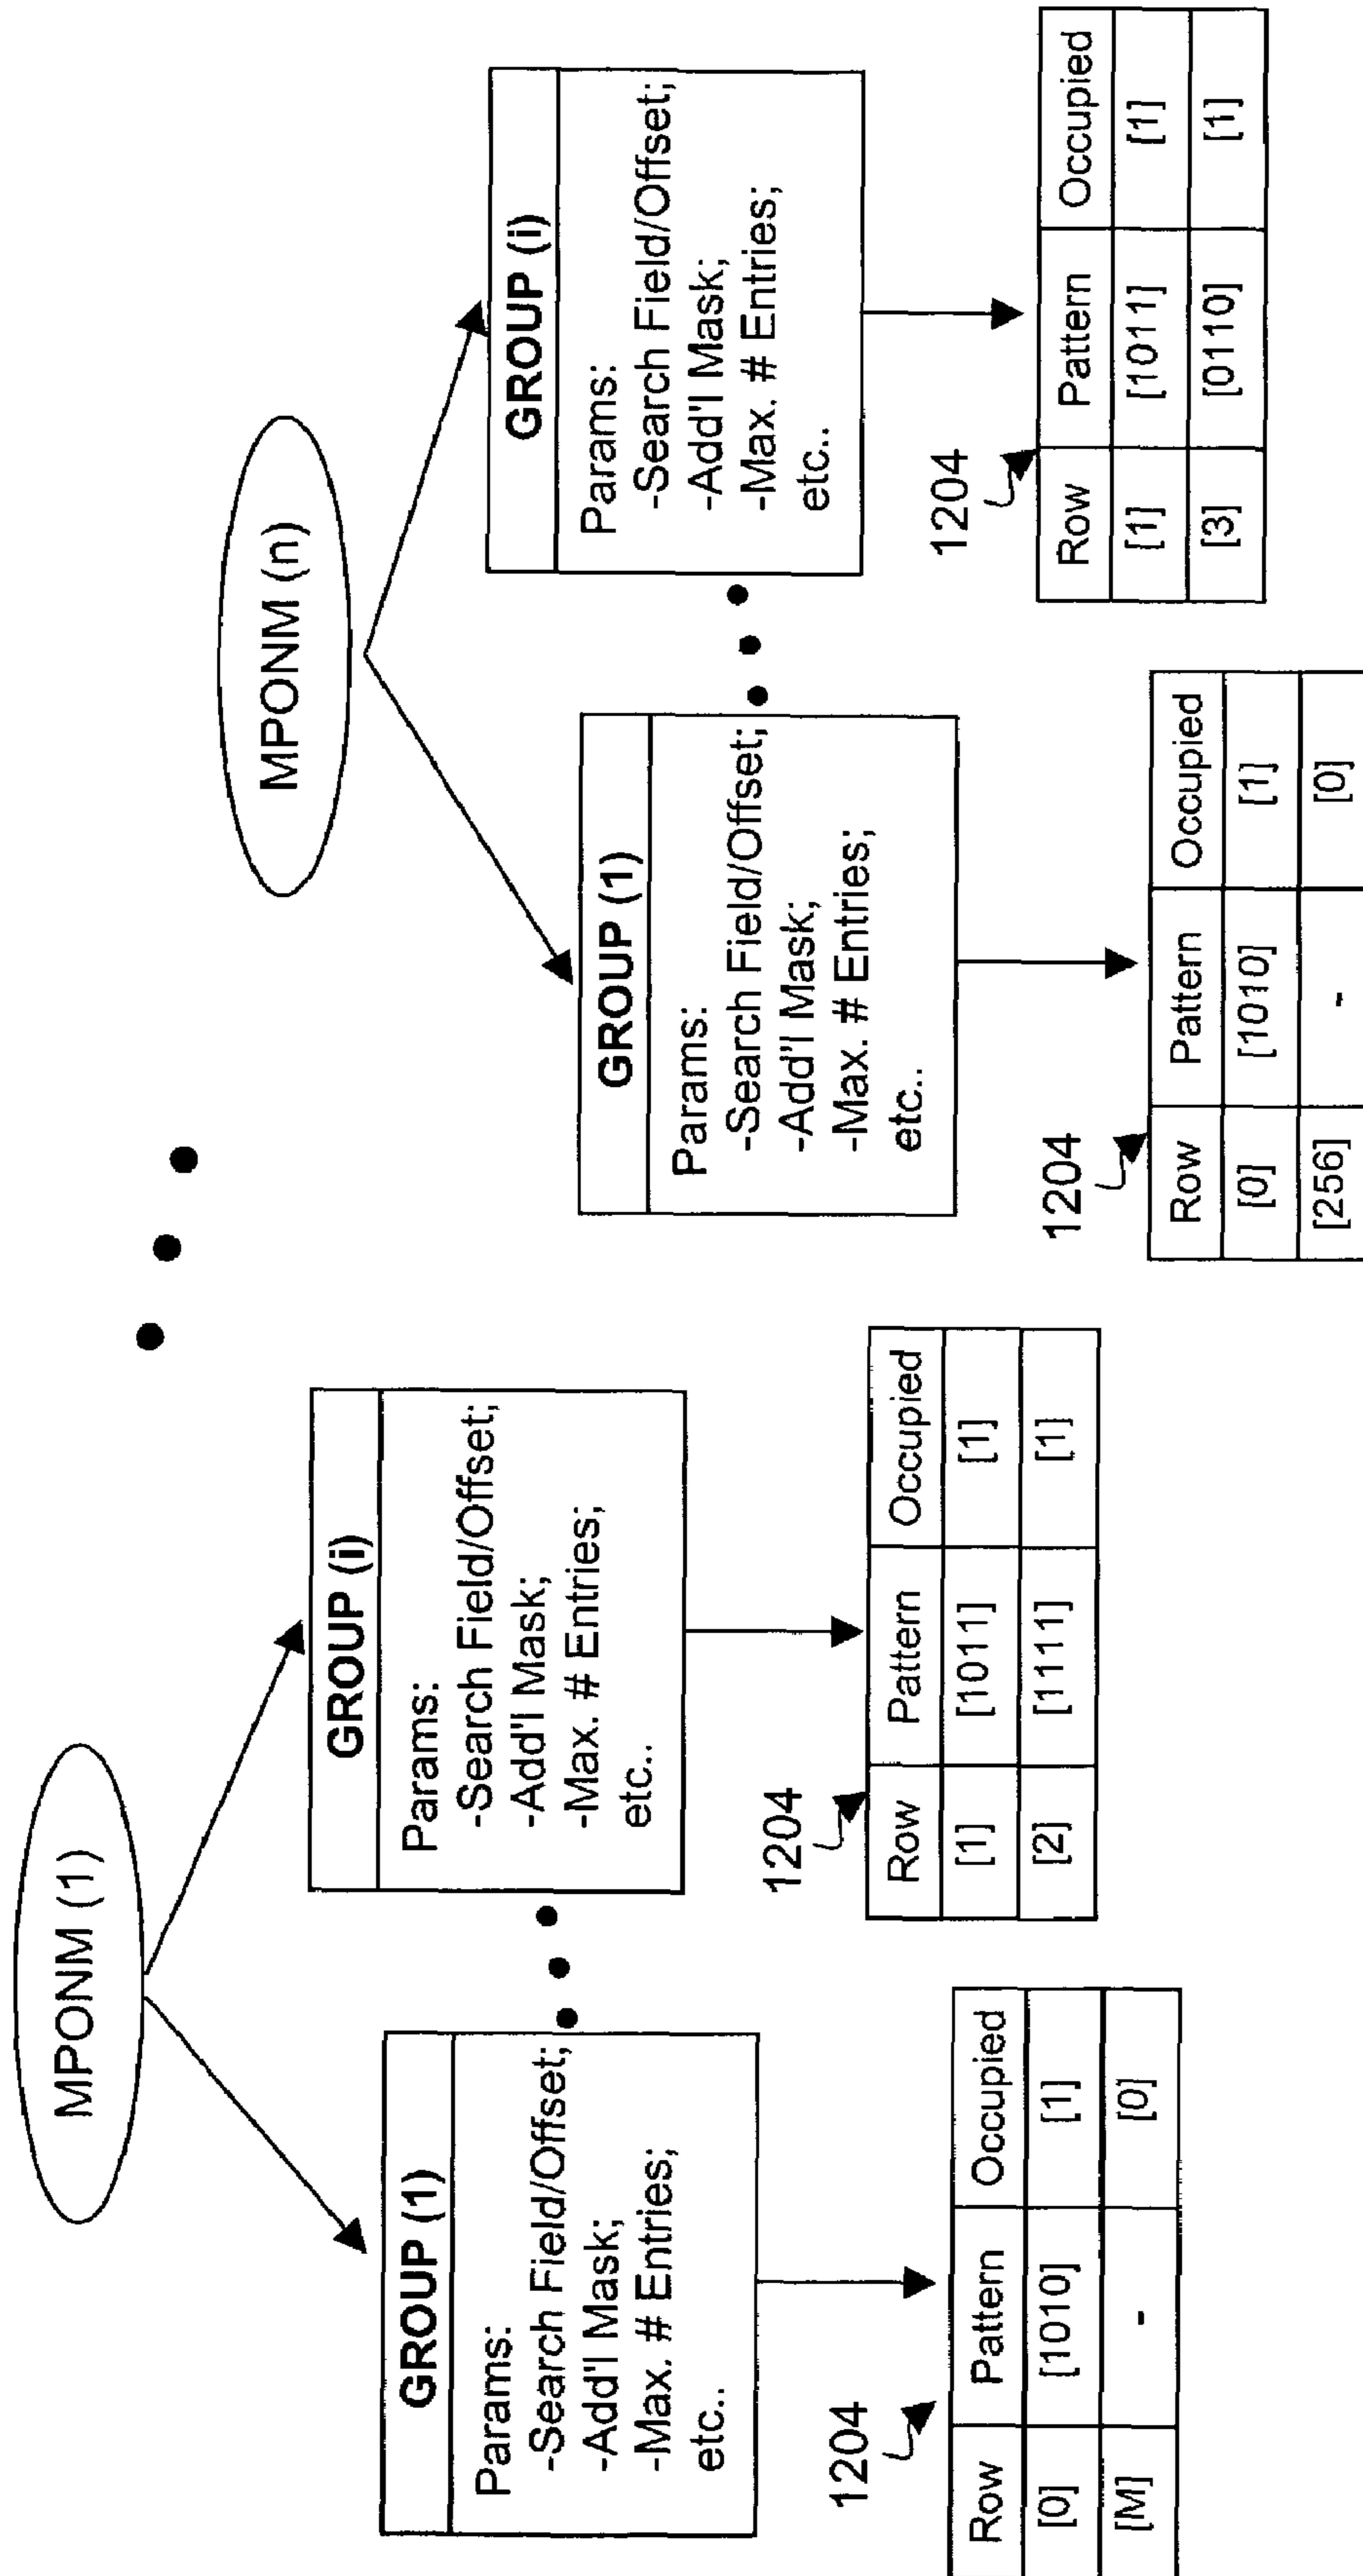 MPONM (1)
GROUP (1)
Params:
-Search Field/Offset;
-Add'l Mask;
-Max. # Entries;
etc..
1204
Row Pattern Occupied
[0] [1010] [1]
[M] - [0]
GROUP (i)
Params:
-Search Field/Offset;
-Add'l Mask;
-Max. # Entries;
etc..
1204
Row Pattern Occupied
[1] [1011] [1]
[2] [1111] [1]
MPONM (n)
GROUP (1)
Params:
-Search Field/Offset;
-Add'l Mask;
-Max. # Entries;
etc..
1204
Row Pattern Occupied
[0] [1010] [1]
[256] - [0]
GROUP (i)
Params:
-Search Field/Offset;
-Add'l Mask;
-Max. # Entries;
etc..
1204
Row Pattern Occupied
[1] [1011] [1]
[3] [0110] [1]